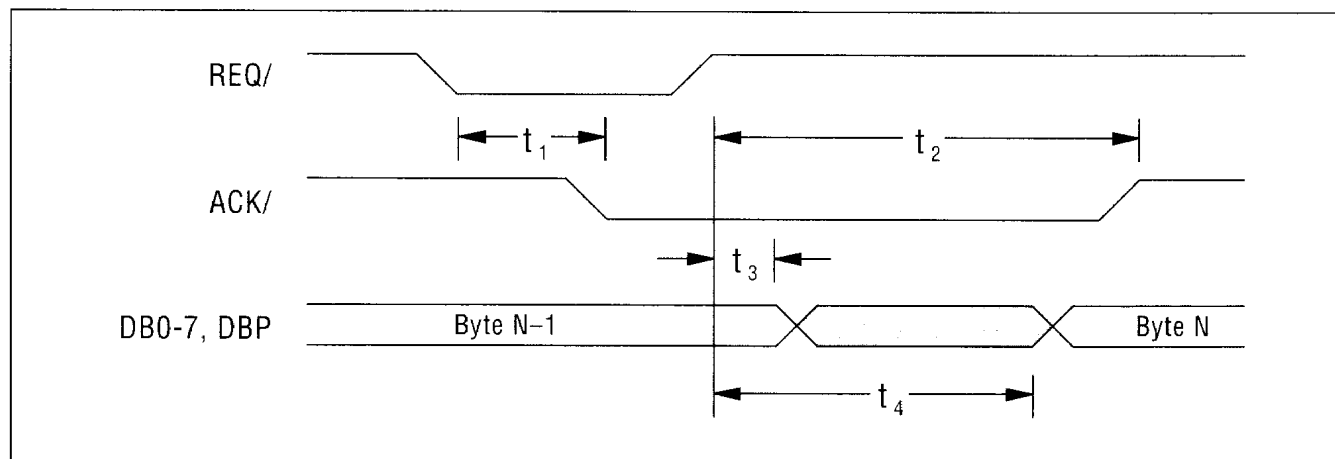 REQ/
t1
t2
ACK/
t3
DB0-7, DBP
Byte N–1
Byte N
t4